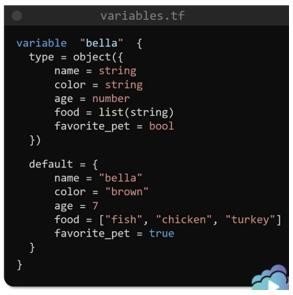 variables.tf
variable "bella" {
type = object({
name = string
color = string
age = number
food = list(string)
favorite_pet = bool
})
default = {
name = "bella"
color = "brown"
age = 7
food = ["fish", "chicken", "turkey"]
favorite_pet = true
}
}